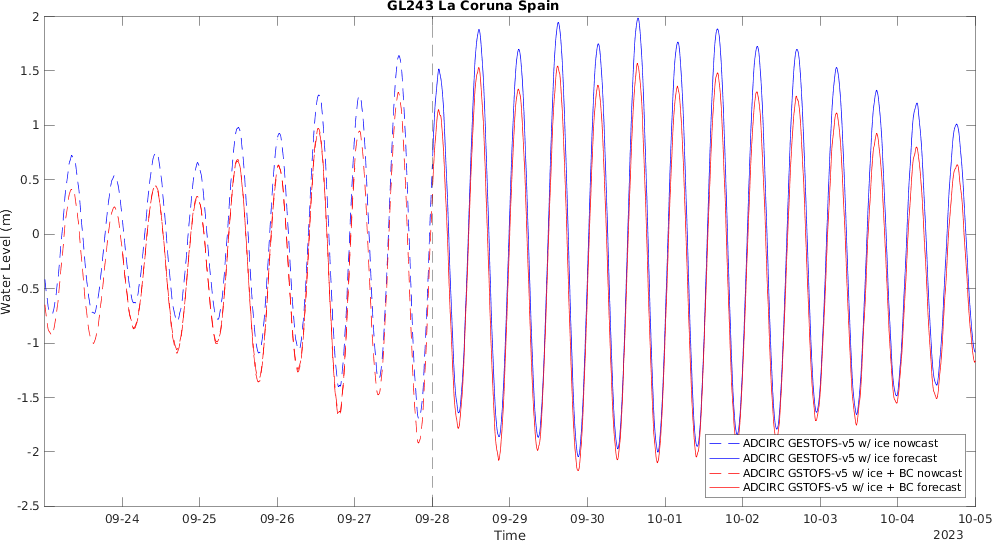 GL243 La Coruna Spain
2
1.5
1
0.5
0
-0.5
-1
-1.5
-2
-2.5
Water Level (m)
ADCIRC GESTOFS-v5 w/ ice nowcast
ADCIRC GESTOFS-v5 w/ ice forecast
ADCIRC GSTOFS-v5 w/ ice + BC nowcast
ADCIRC GSTOFS-v5 w/ ice + BC forecast
09-24 09-25 09-26 09-27 09-28 09-29 09-30 10-01 10-02 10-03 10-04 10-05
Time
2023